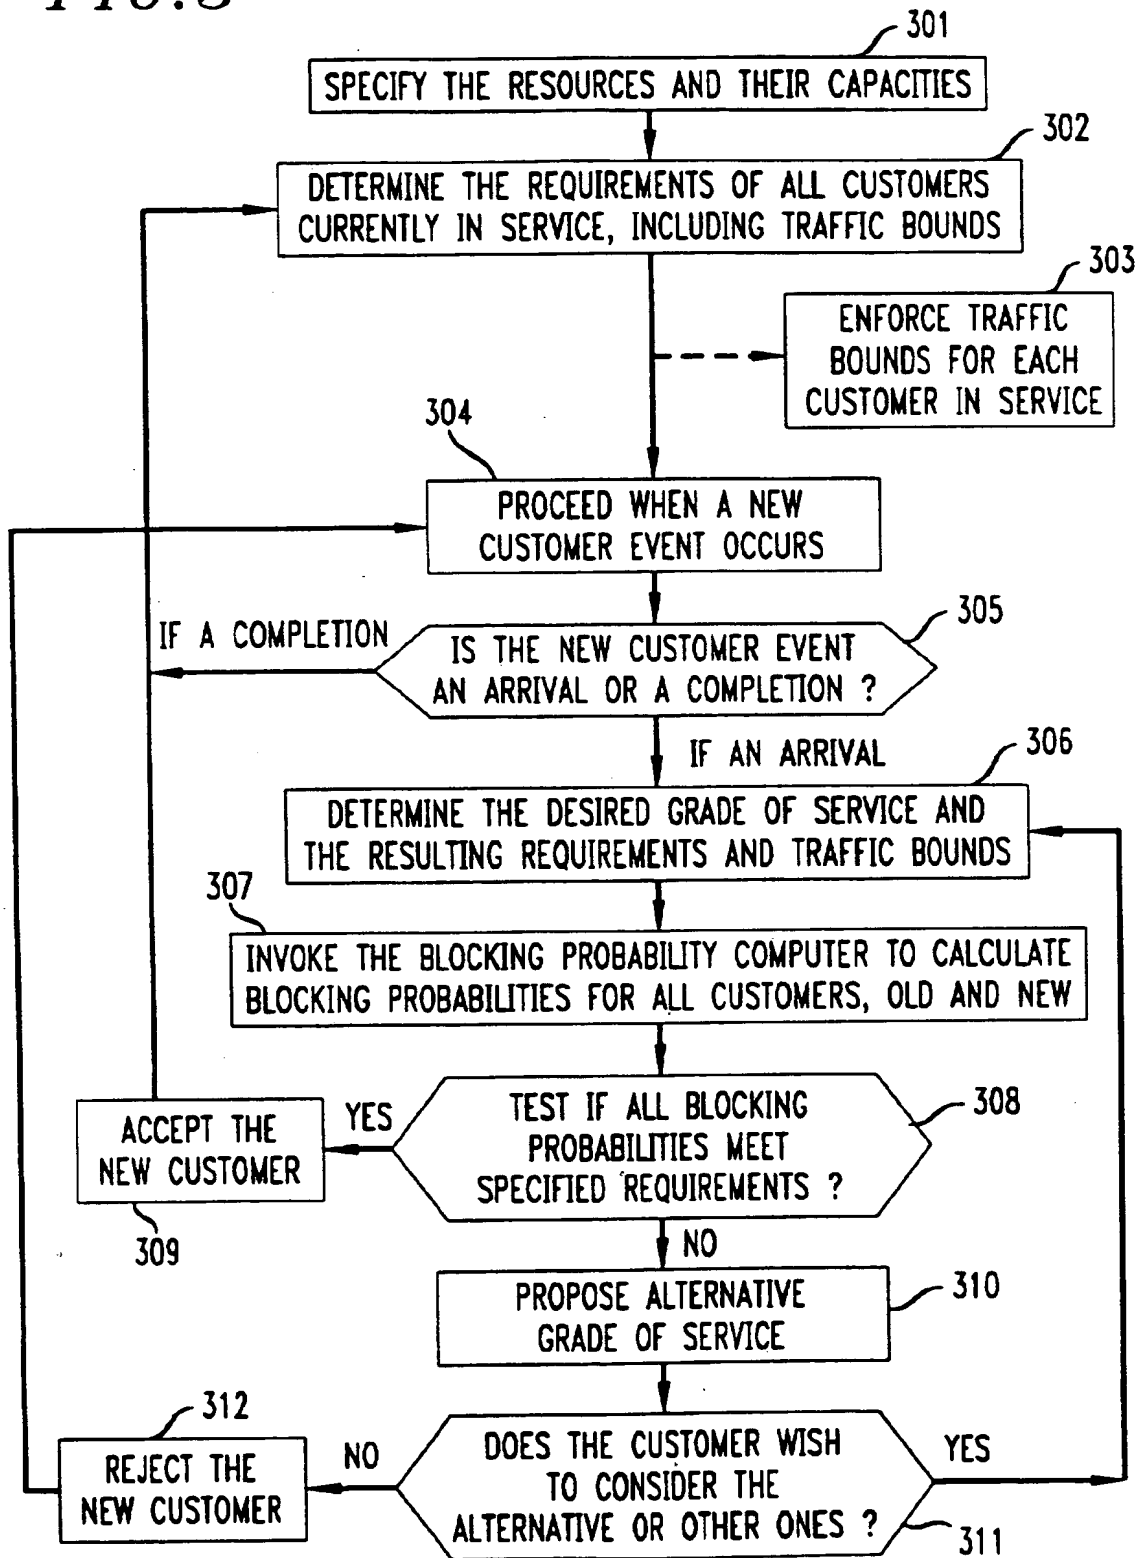 FIG.3
301
SPECIFY THE RESOURCES AND THEIR CAPACITIES
302
DETERMINE THE REQUIREMENTS OF ALL CUSTOMERS
CURRENTLY IN SERVICE, INCLUDING TRAFFIC BOUNDS
303
ENFORCE TRAFFIC
BOUNDS FOR EACH
CUSTOMER IN SERVICE
304
PROCEED WHEN A NEW
CUSTOMER EVENT OCCURS
305
IF A COMPLETION
IS THE NEW CUSTOMER EVENT
AN ARRIVAL OR A COMPLETION ?
IF AN ARRIVAL
306
DETERMINE THE DESIRED GRADE OF SERVICE AND
THE RESULTING REQUIREMENTS AND TRAFFIC BOUNDS
307
INVOKE THE BLOCKING PROBABILITY COMPUTER TO CALCULATE
BLOCKING PROBABILITIES FOR ALL CUSTOMERS, OLD AND NEW
308
TEST IF ALL BLOCKING
PROBABILITIES MEET
SPECIFIED REQUIREMENTS ?
YES
ACCEPT THE
NEW CUSTOMER
309
NO
310
PROPOSE ALTERNATIVE
GRADE OF SERVICE
312
REJECT THE
NEW CUSTOMER
NO
DOES THE CUSTOMER WISH
TO CONSIDER THE
ALTERNATIVE OR OTHER ONES ?
YES
311